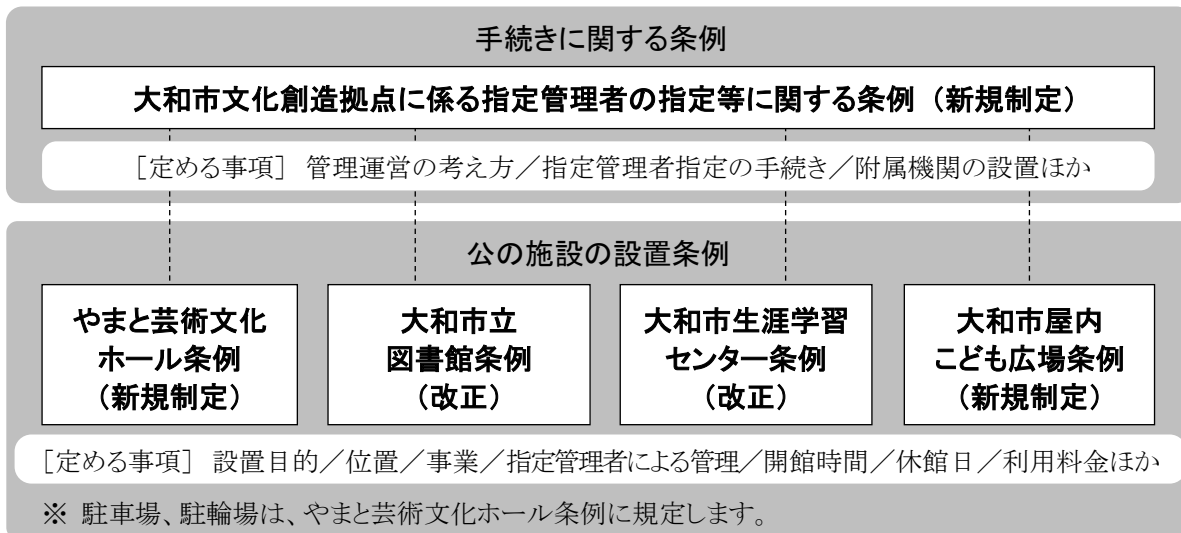 手続きに関する条例
大和市文化創造拠点に係る指定管理者の指定等に関する条例（新規制定）
［定める事項］ 管理運営の考え方／指定管理者指定の手続き／附属機関の設置ほか
公の施設の設置条例
やまと芸術文化
ホール条例
（新規制定）
大和市立
図書館条例
（改正）
大和市生涯学習
センター条例
（改正）
大和市屋内
こども広場条例
（新規制定）
［定める事項］ 設置目的／位置／事業／指定管理者による管理／開館時間／休館日／利用料金ほか
※ 駐車場、駐輪場は、やまと芸術文化ホール条例に規定します。